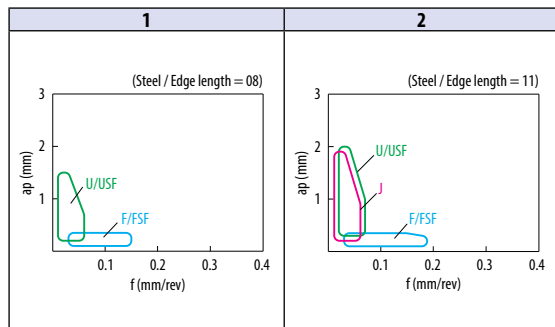 1
2
(Steel / Edge length = 08)
3
2
1
ap (mm)
U/USF
F/FSF
0.1
0.2
0.3
0.4
f (mm/rev)
(Steel / Edge length = 11)
3
2
1
ap (mm)
U/USF
J
F/FSF
0.1
0.2
0.3
0.4
f (mm/rev)